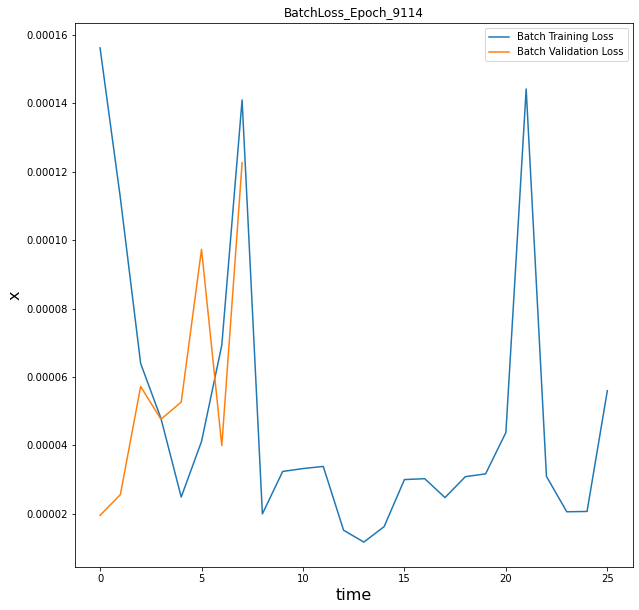 BatchLoss_Epoch_9114
Batch Training Loss
Batch Validation Loss
0.00016
0.00014
0.00012
0.00010
0.00008
0.00006
0.00004
0.00002
x
0 5 10 15 20 25
time